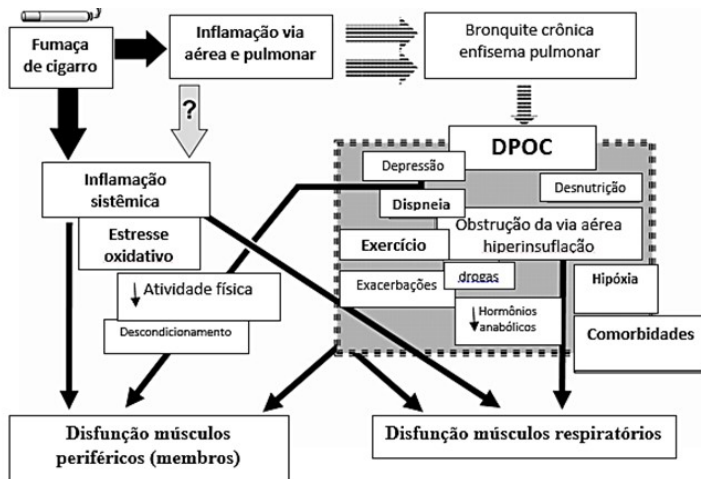 Fumaça
de cigarro
Inflamação via
aérea e pulmonar
Bronquite crônica
enfisema pulmonar
?
DPOC
Depressão
Desnutrição
Inflamação
sistêmica
Dispneia
Estresse
oxidativo
Exercício
Obstrução da via aérea
hiperinsuflação
↓ Atividade física
Exacerbações
drogas
Hipóxia
Descondicionamento
↓ Hormônios
anabólicos
Comorbidades
Disfunção músculos
periféricos (membros)
Disfunção músculos respiratórios